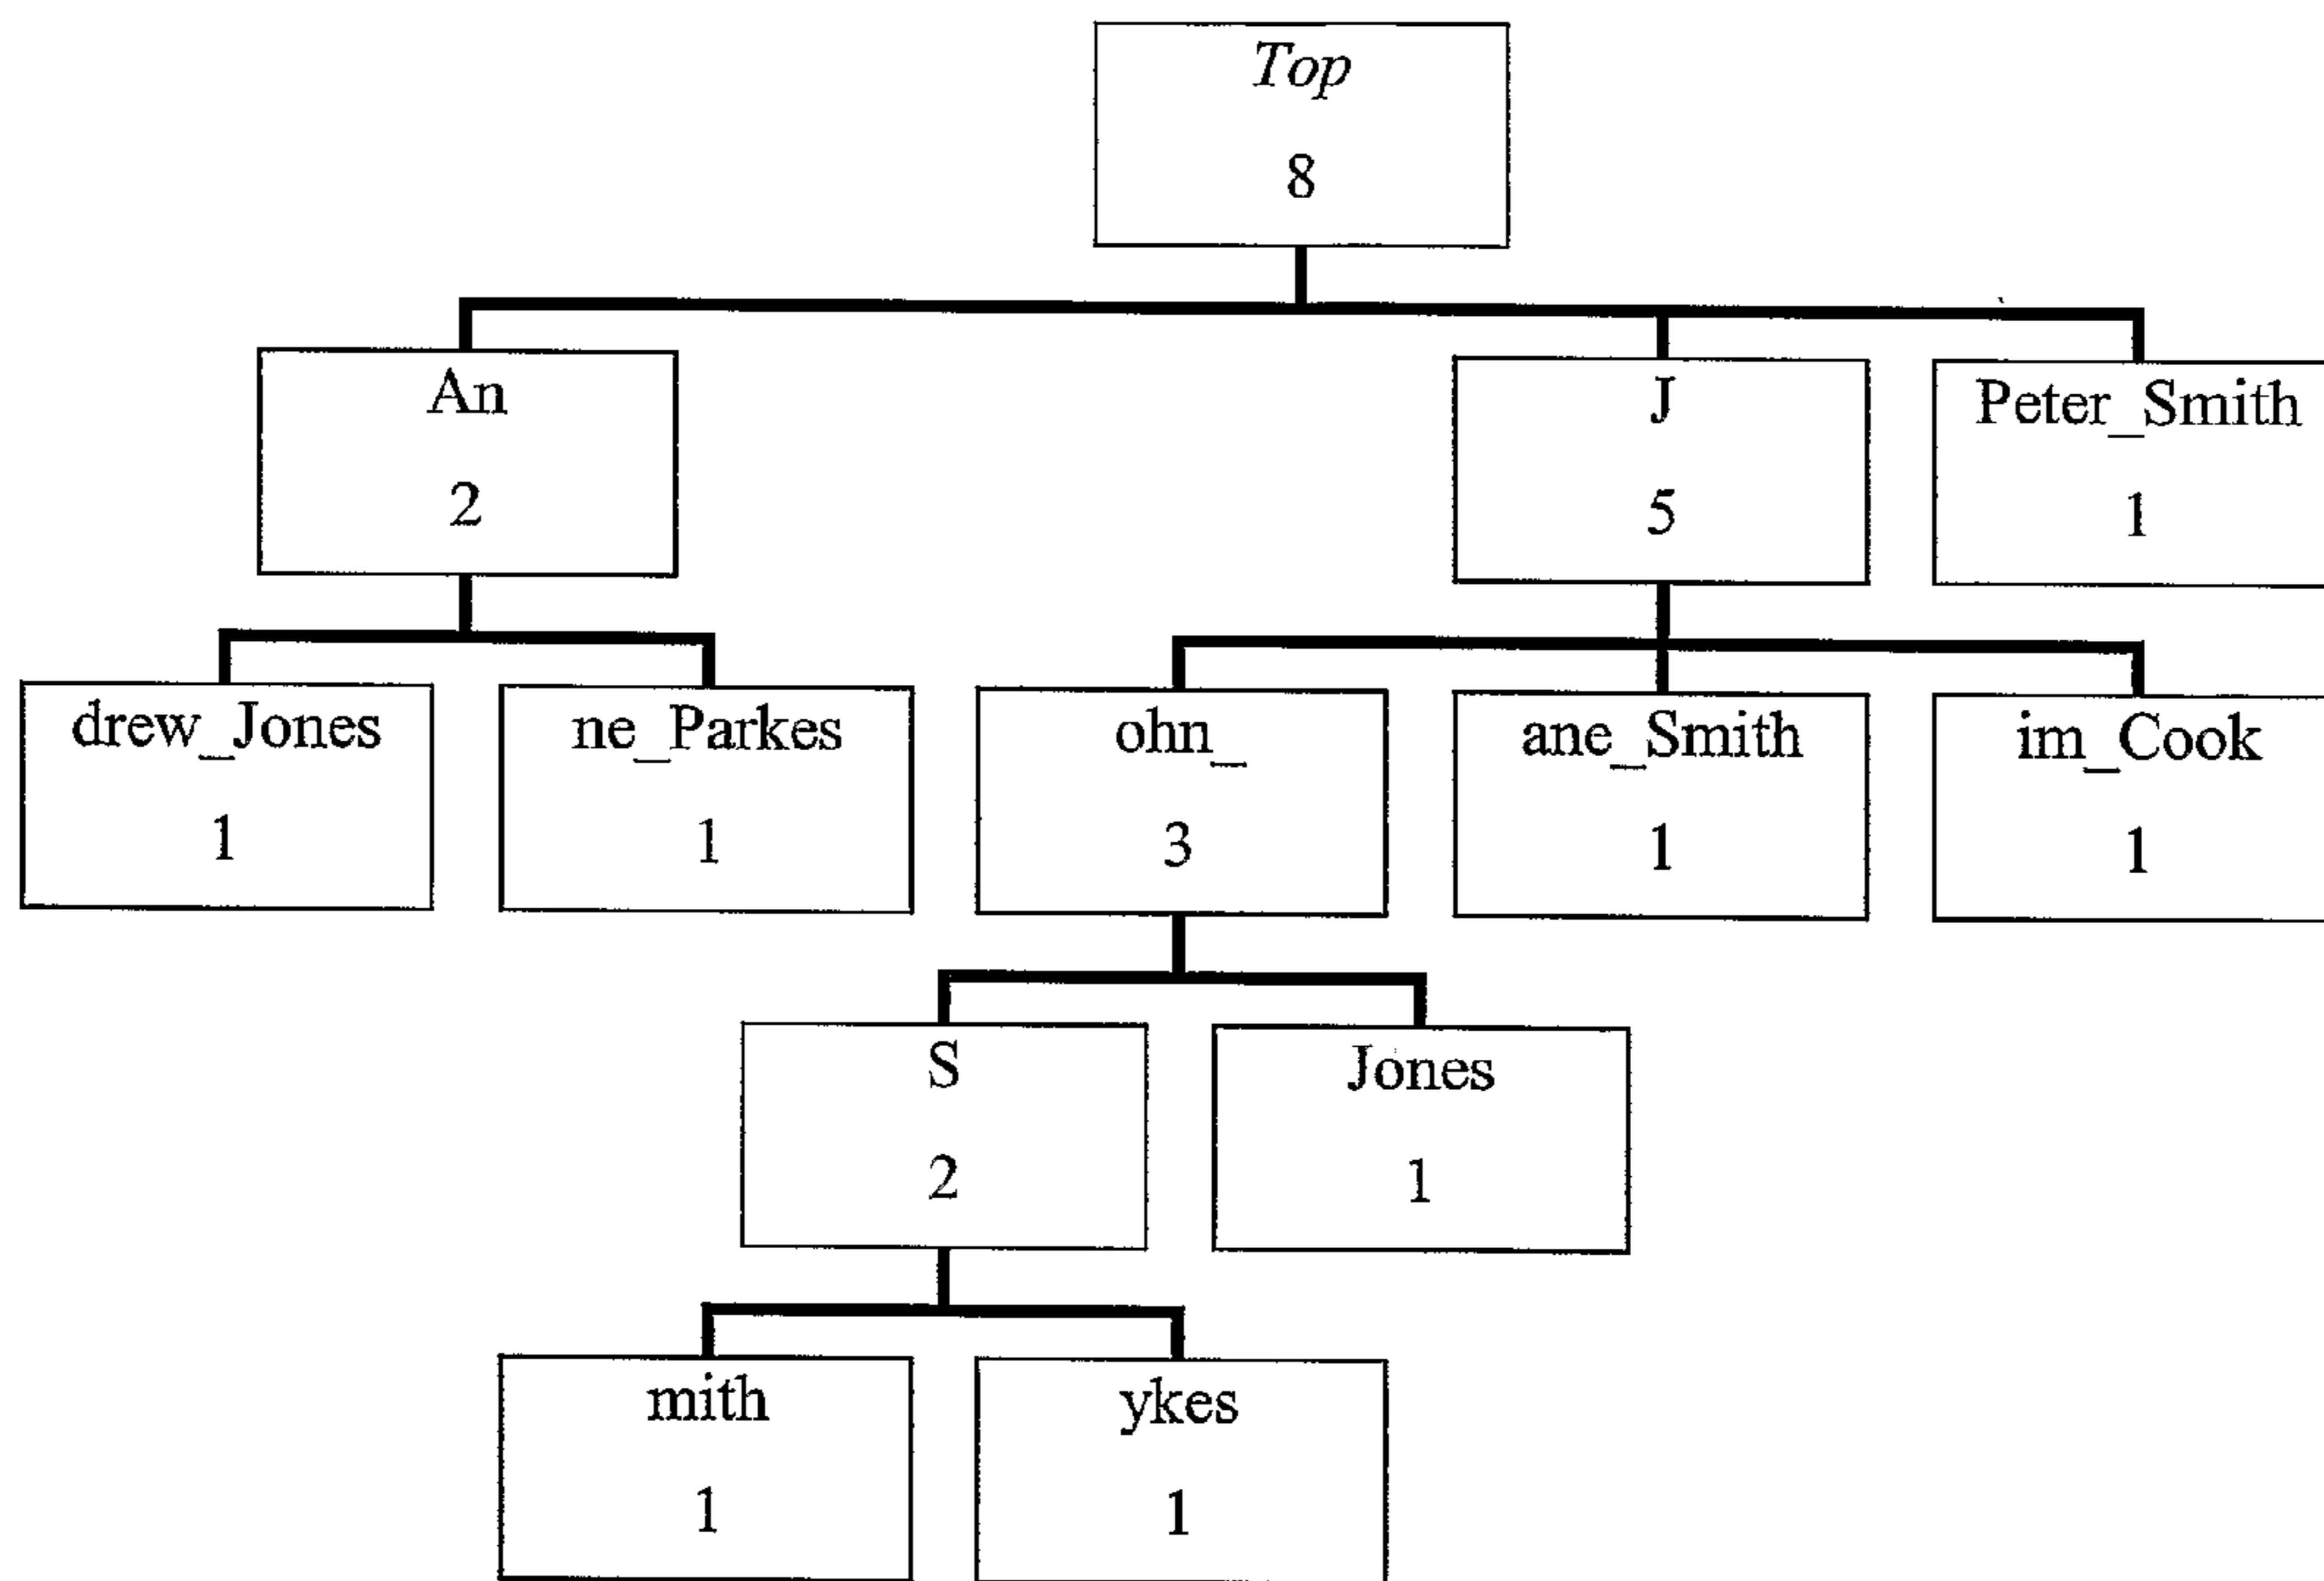 Top
8
An
2
J
5
Peter_Smith
1
drew_Jones
1
ne_Parkes
1
ohn_
3
ane_Smith
1
im_Cook
1
S
2
Jones
1
mith
1
ykes
1